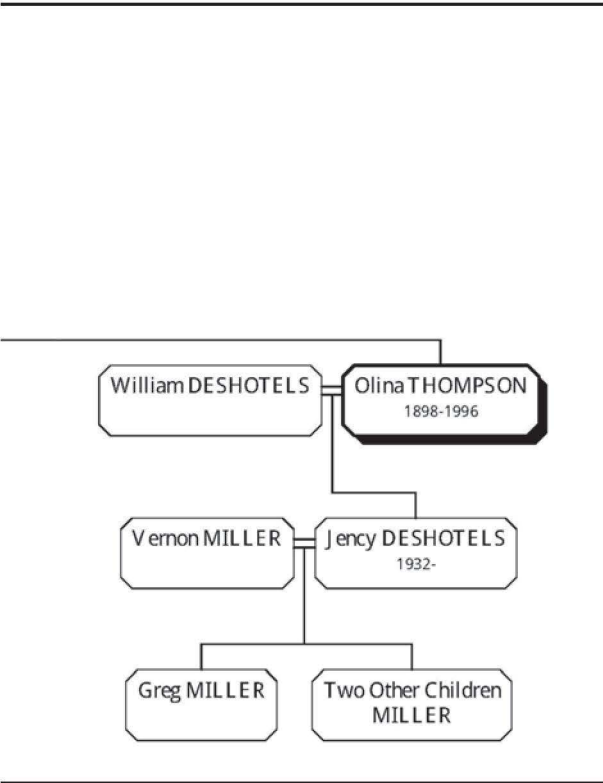 William DESHOTELS
Olina THOMPSON
1898-1996
Vernon MILLER
Jency DESHOTELS
1932-
Greg MILLER
Two Other Children
MILLER